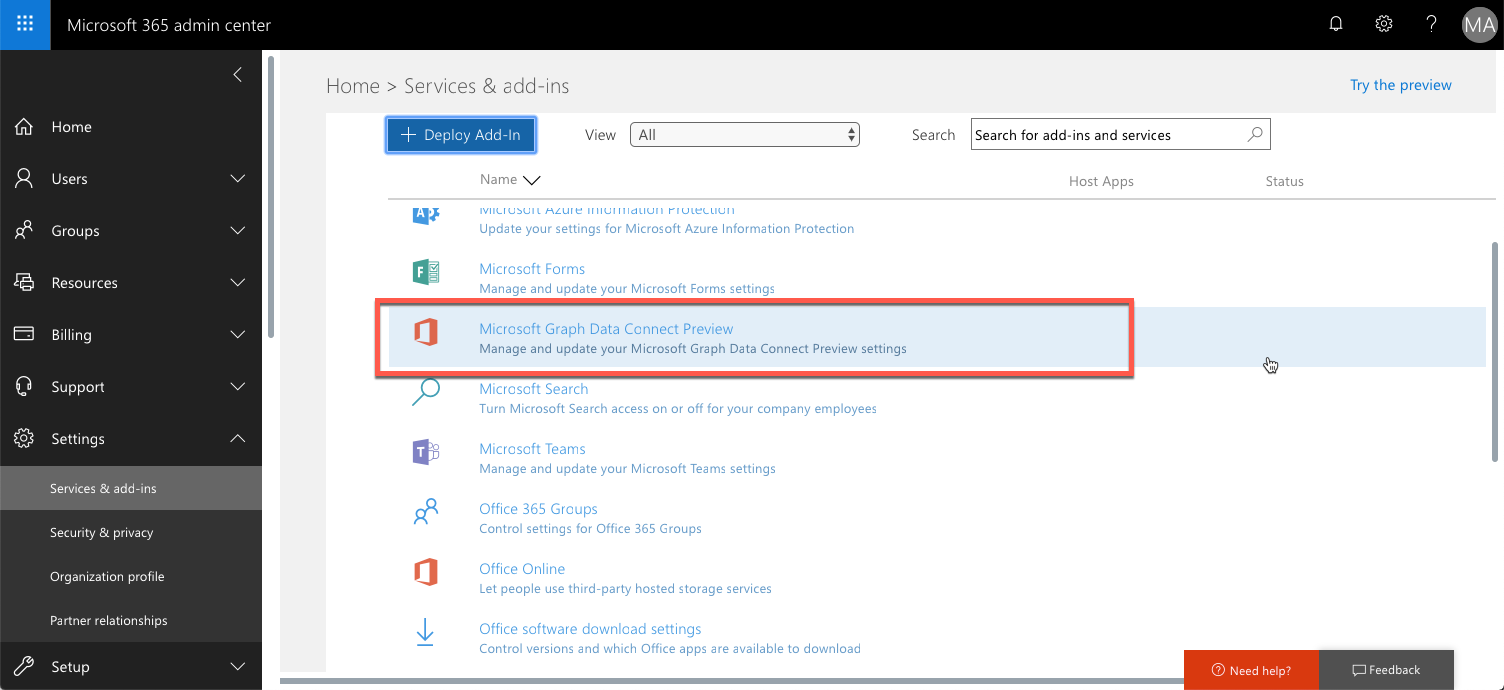 Microsoft 365 admin center
MA
Home > Services & add-ins
Try the preview
Home
Users
Groups
Resources
Billing
Support
Settings
Services & add-ins
Security & privacy
Organization profile
Partner relationships
Setup
Deploy Add-In
View
All
Search
Search for add-ins and services
Name
Host Apps
Status
Microsoft Azure Information Protection
Update your settings for Microsoft Azure Information Protection
Microsoft Forms
Manage and update your Microsoft Forms settings
Microsoft Graph Data Connect Preview
Manage and update your Microsoft Graph Data Connect Preview settings
Microsoft Search
Turn Microsoft Search access on or off for your company employees
Microsoft Teams
Manage and update your Microsoft Teams settings
Office 365 Groups
Control settings for Office 365 Groups
Office Online
Let people use third-party hosted storage services
Office software download settings
Control versions and which Office apps are available to download
Need help?
Feedback